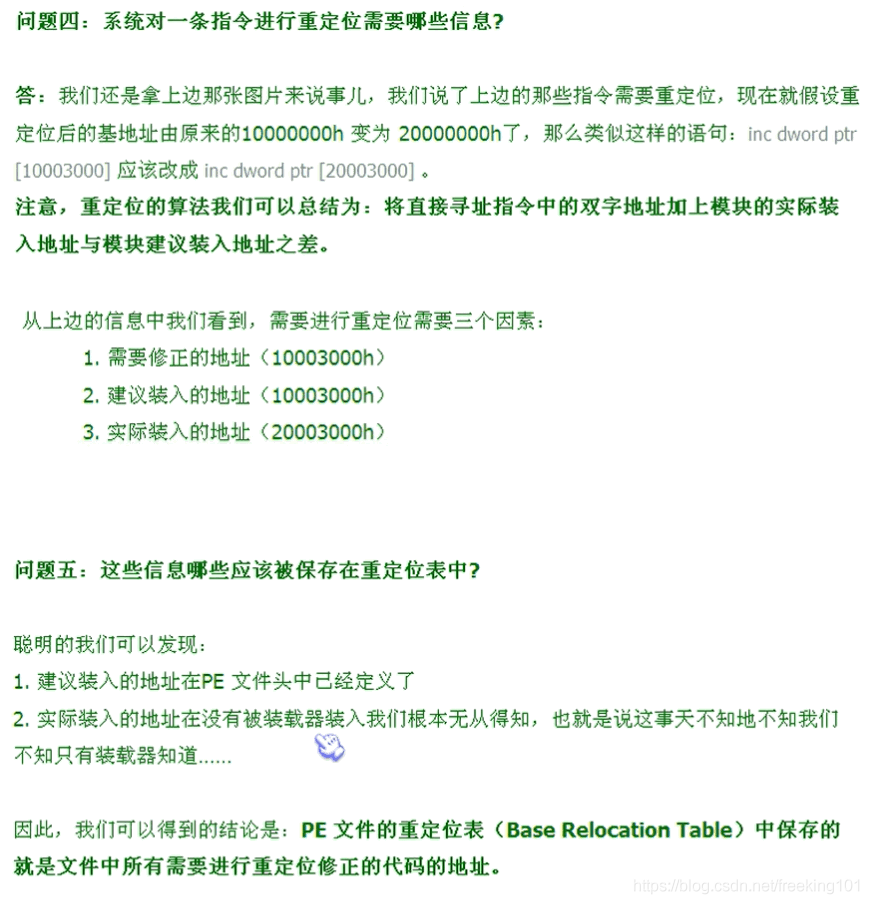 问题四：系统对一条指令进行重定位需要哪些信息？
答：我们还是拿上边那张图片来说事儿，我们说了上边的那些指令需要重定位，现在就假设重
定位后的基地址由原来的10000000h 变为 20000000h了，那么类似这样的语句：inc dword ptr
[10003000] 应该改成 inc dword ptr [20003000] 。
注意，重定位的算法我们可以总结为：将直接寻址指令中的双字地址加上模块的实际装
入地址与模块建议装入地址之差。
从上边的信息中我们看到，需要进行重定位需要三个因素：
1. 需要修正的地址（10003000h）
2. 建议装入的地址（10003000h）
3. 实际装入的地址（20003000h）
问题五：这些信息哪些应该被保存在重定位表中？
聪明的我们可以发现：
1. 建议装入的地址在PE 文件头中已经定义了
2. 实际装入的地址在没有被装载器装入我们根本无从得知，也就是说这事天不知地不知我们
不知只有装载器知道……
因此，我们可以得到的结论是：PE 文件的重定位表（Base Relocation Table）中保存的
就是文件中所有需要进行重定位修正的代码的地址。
https://blog.csdn.net/freeking101